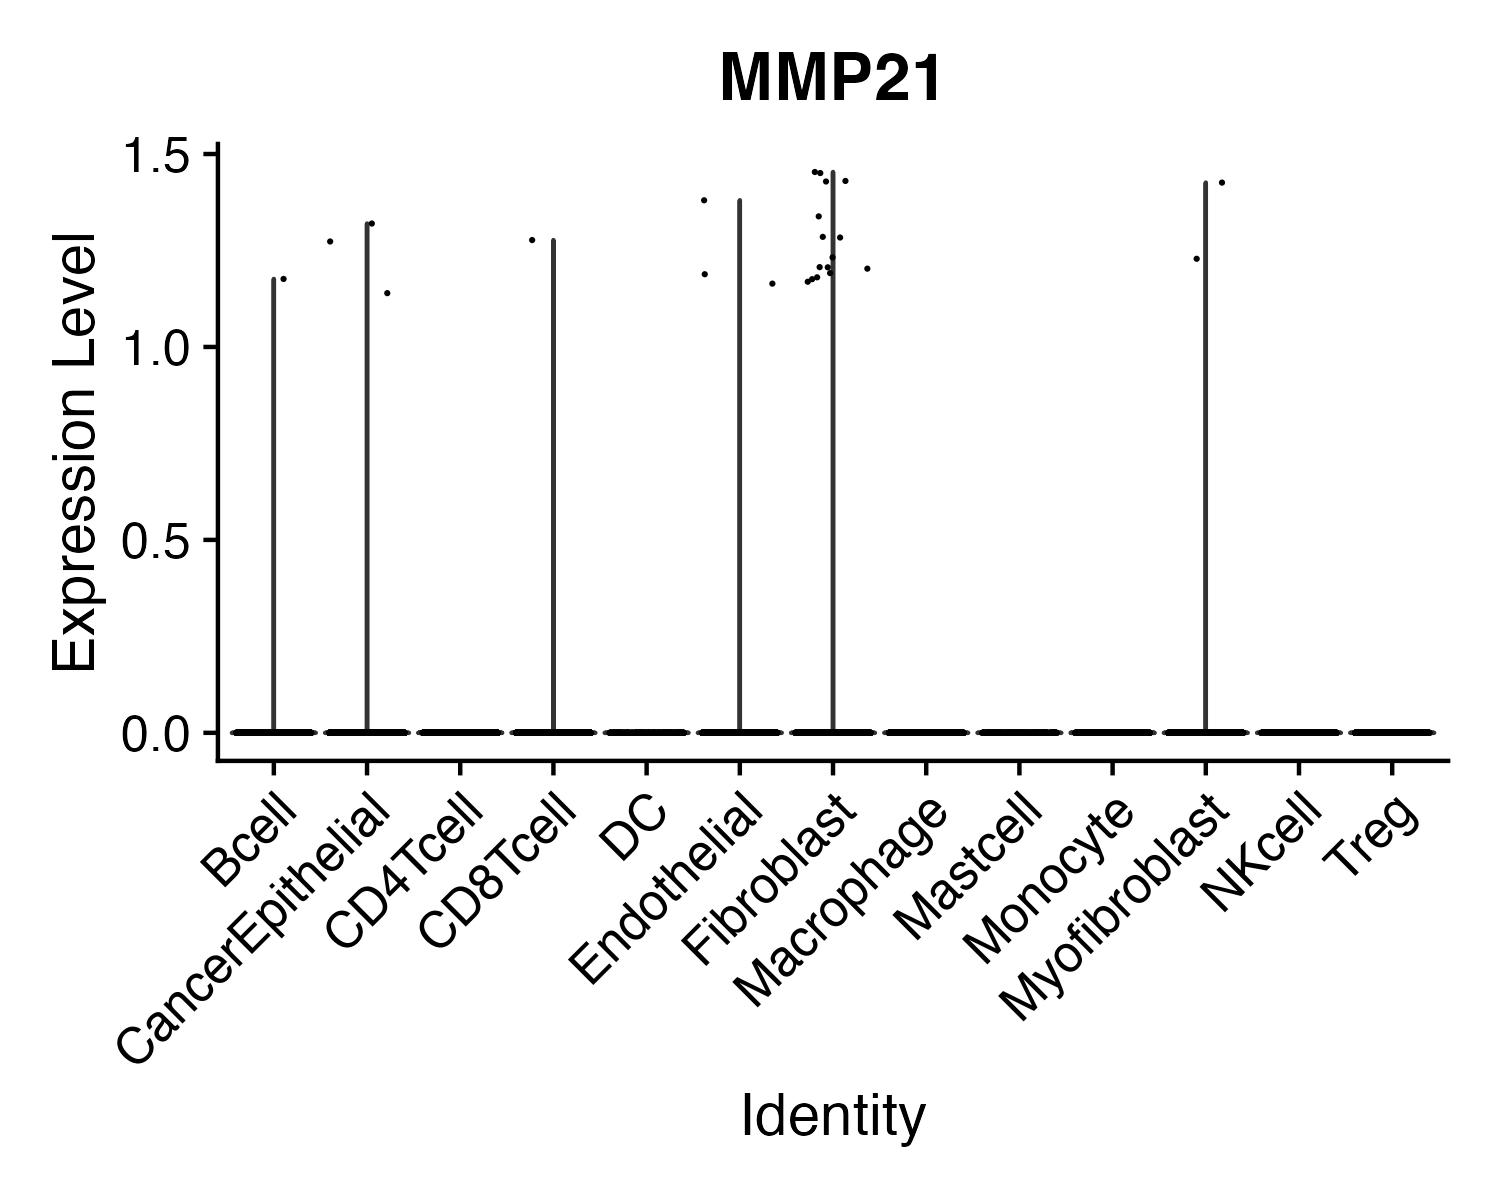 MMP21
Expression Level
1.5
1.0
0.5
0.0
Bcell
CancerEpithelial
CD4Tcell
CD8Tcell
DC
Endothelial
Fibroblast
Macrophage
Mastcell
Monocyte
Myofibroblast
NKcell
Treg
Identity